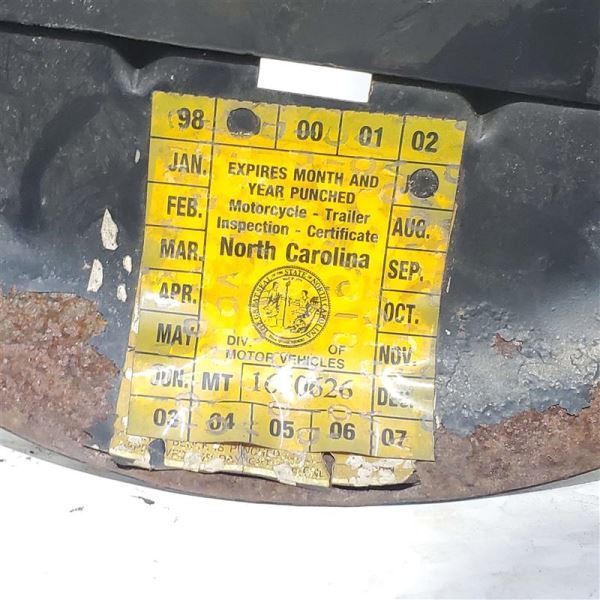 98 00 01 02
JAN. EXPIRES MONTH AND
YEAR PUNCHED
FEB. Motorcycle - Trailer AUG.
Inspection - Certificate
MAR. North Carolina SEP.
APR. OCT.
MAY DIV. OF NOV.
MOTOR VEHICLES
JUN. MT DEC.
03 04 05 06 07